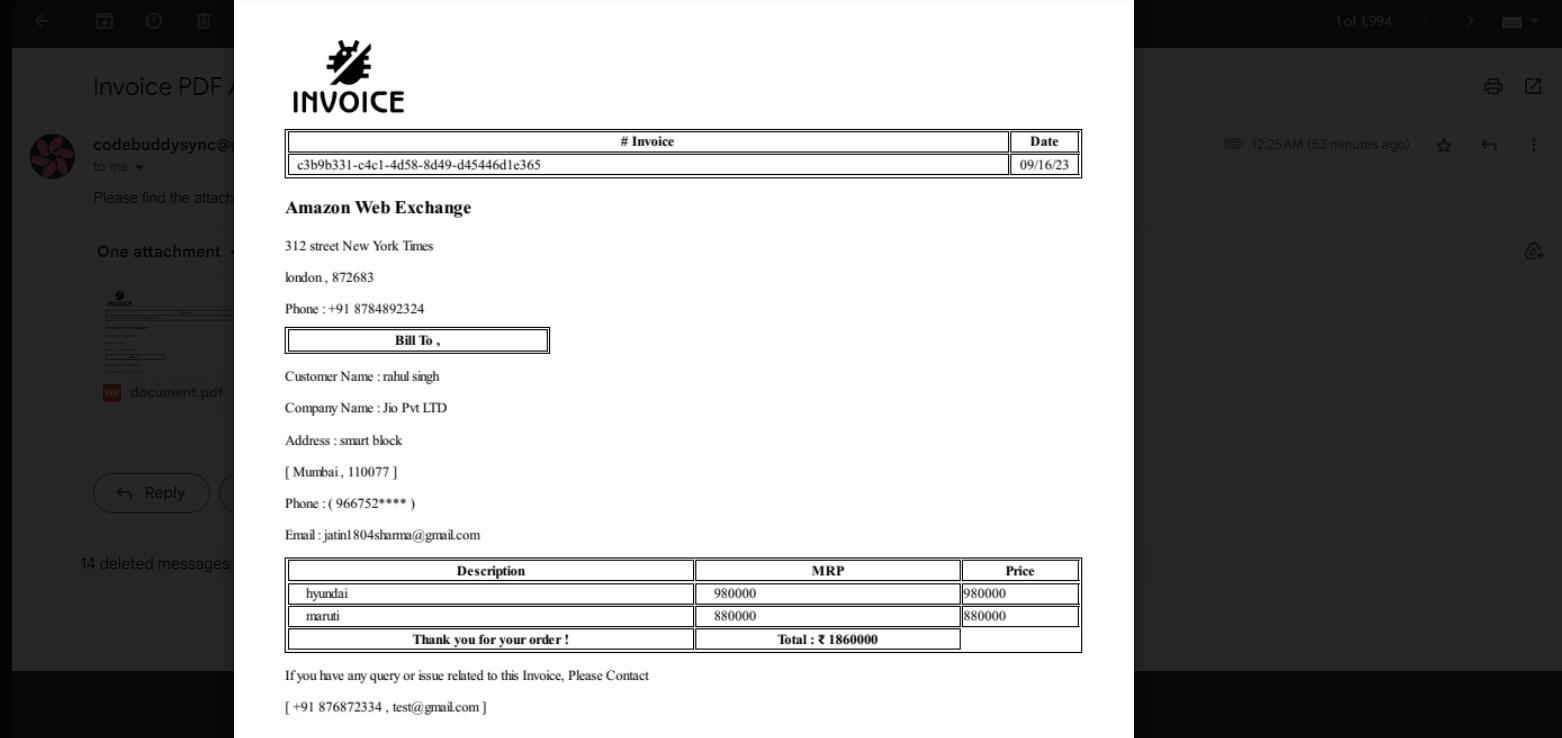 1 of 1,994
Invoice PDF
codebuddysync@
to me
12:25 AM (53 minutes ago)
Please find the attach
One attachment
INVOICE
PDF
document.pdf
Reply
14 deleted messages
INVOICE
# Invoice Date
c3b9b331-c4c1-4d58-8d49-d45446d1e365 09/16/23
Amazon Web Exchange
312 street New York Times
london , 872683
Phone : +91 8784892324
Bill To ,
Customer Name : rahul singh
Company Name : Jio Pvt LTD
Address : smart block
[ Mumbai , 110077 ]
Phone : ( 966752**** )
Email : jatin1804sharma@gmail.com
Description MRP Price
hyundai 980000 980000
maruti 880000 880000
Thank you for your order ! Total : ₹ 1860000
If you have any query or issue related to this Invoice, Please Contact
[ +91 876872334 , test@gmail.com ]